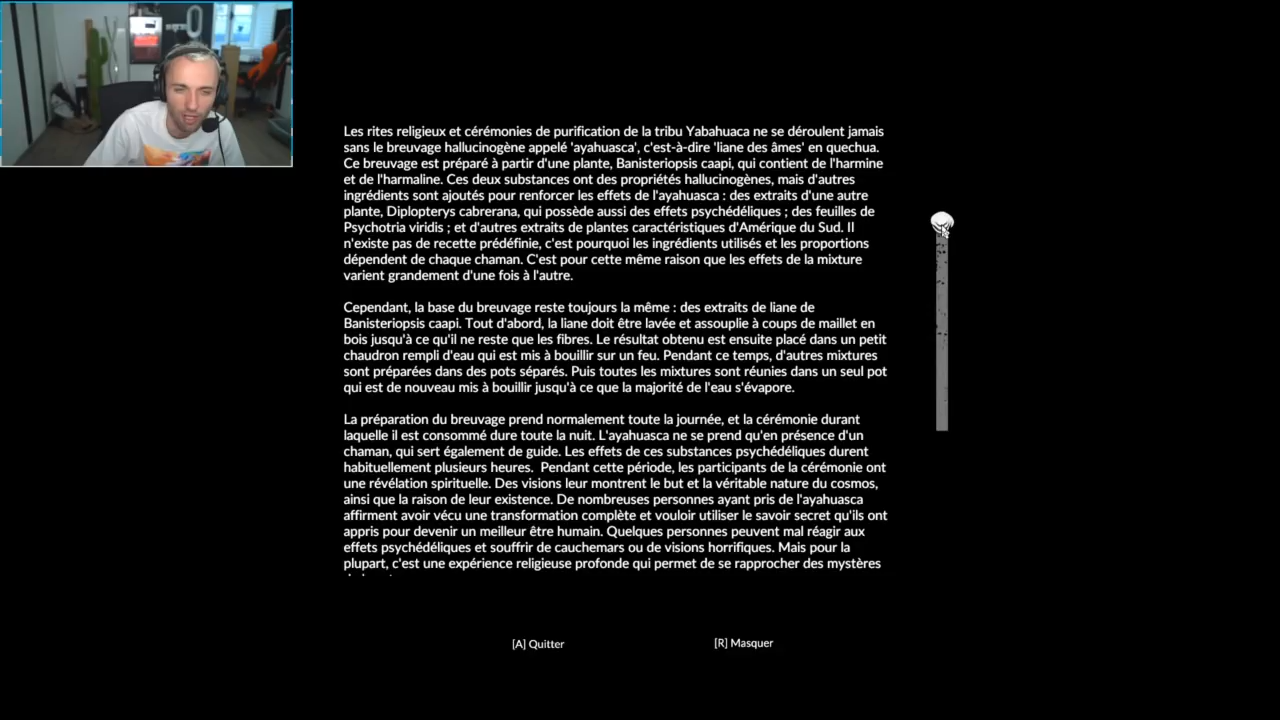 Les rites religieux et cérémonies de purification de la tribu Yabahuaca ne se déroulent jamais
sans le breuvage hallucinogène appelé 'ayahuasca', c'est-à-dire 'liane des âmes' en quechua.
Ce breuvage est préparé à partir d'une plante, Banisteriopsis caapi, qui contient de l'harmine
et de l'harmaline. Ces deux substances ont des propriétés hallucinogènes, mais d'autres
ingrédients sont ajoutés pour renforcer les effets de l'ayahuasca : des extraits d'une autre
plante, Diplopterys cabrerana, qui possède aussi des effets psychédéliques ; des feuilles de
Psychotria viridis ; et d'autres extraits de plantes caractéristiques d'Amérique du Sud. Il
n'existe pas de recette prédéfinie, c'est pourquoi les ingrédients utilisés et les proportions
dépendent de chaque chaman. C'est pour cette même raison que les effets de la mixture
varient grandement d'une fois à l'autre.
Cependant, la base du breuvage reste toujours la même : des extraits de liane de
Banisteriopsis caapi. Tout d'abord, la liane doit être lavée et assouplie à coups de maillet en
bois jusqu'à ce qu'il ne reste que les fibres. Le résultat obtenu est ensuite placé dans un petit
chaudron rempli d'eau qui est mis à bouillir sur un feu. Pendant ce temps, d'autres mixtures
sont préparées dans des pots séparés. Puis toutes les mixtures sont réunies dans un seul pot
qui est de nouveau mis à bouillir jusqu'à ce que la majorité de l'eau s'évapore.
La préparation du breuvage prend normalement toute la journée, et la cérémonie durant
laquelle il est consommé dure toute la nuit. L'ayahuasca ne se prend qu'en présence d'un
chaman, qui sert également de guide. Les effets de ces substances psychédéliques durent
habituellement plusieurs heures.  Pendant cette période, les participants de la cérémonie ont
une révélation spirituelle. Des visions leur montrent le but et la véritable nature du cosmos,
ainsi que la raison de leur existence. De nombreuses personnes ayant pris de l'ayahuasca
affirment avoir vécu une transformation complète et vouloir utiliser le savoir secret qu'ils ont
appris pour devenir un meilleur être humain. Quelques personnes peuvent mal réagir aux
effets psychédéliques et souffrir de cauchemars ou de visions horrifiques. Mais pour la
plupart, c'est une expérience religieuse profonde qui permet de se rapprocher des mystères
[A] Quitter
[R] Masquer